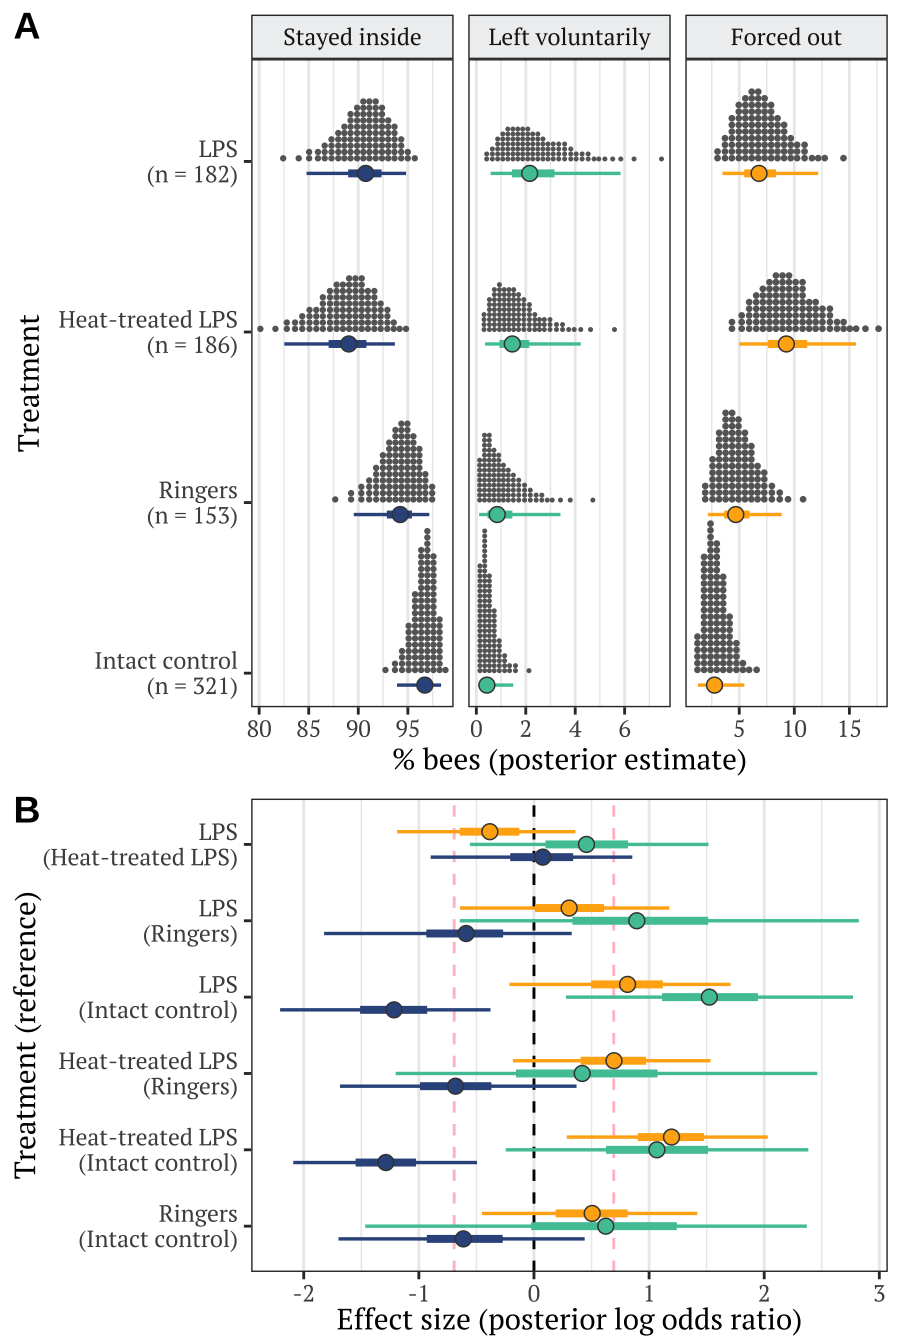 A
Stayed inside
Left voluntarily
Forced out
Treatment
LPS
(n = 182)
Heat-treated LPS
(n = 186)
Ringers
(n = 153)
Intact control
(n = 321)
80 85 90 95
0 2 4 6
5 10 15
% bees (posterior estimate)
B
Treatment (reference)
LPS
(Heat-treated LPS)
LPS
(Ringers)
LPS
(Intact control)
Heat-treated LPS
(Ringers)
Heat-treated LPS
(Intact control)
Ringers
(Intact control)
-2 -1 0 1 2 3
Effect size (posterior log odds ratio)